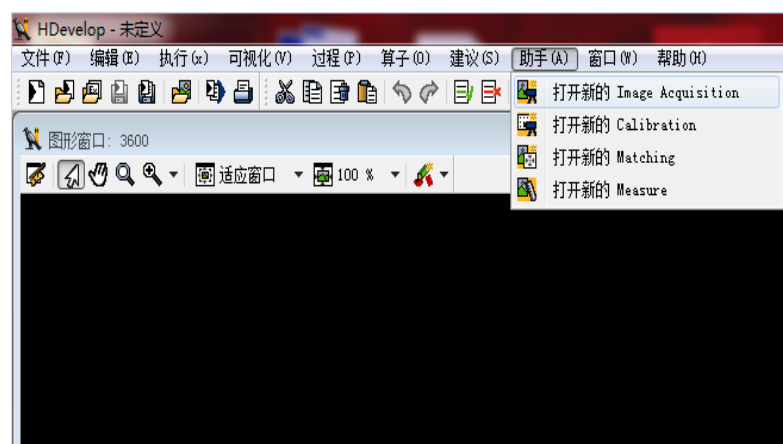 HDevelop - 未定义
文件(F) 编辑(E) 执行(x) 可视化(V) 过程(P) 算子(O) 建议(S) 助手(A) 窗口(W) 帮助(H)
打开新的 Image Acquisition
打开新的 Calibration
打开新的 Matching
打开新的 Measure
图形窗口: 3600
适应窗口 100 %